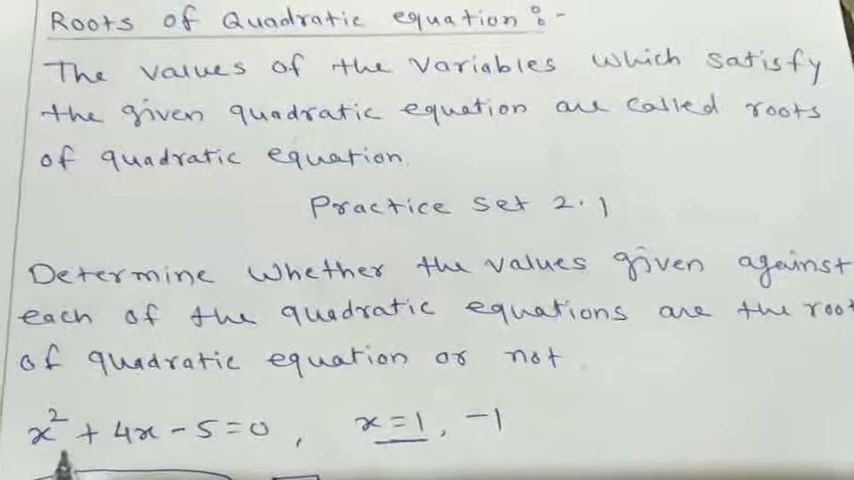 Roots of Quadratic equation :-
The values of the variables which satisfy
the given quadratic equation are called roots
of quadratic equation.
Practice set 2.1
Determine whether the values given against
each of the quadratic equations are the root
of quadratic equation or not.
x² + 4x - 5 = 0 , x = 1, -1